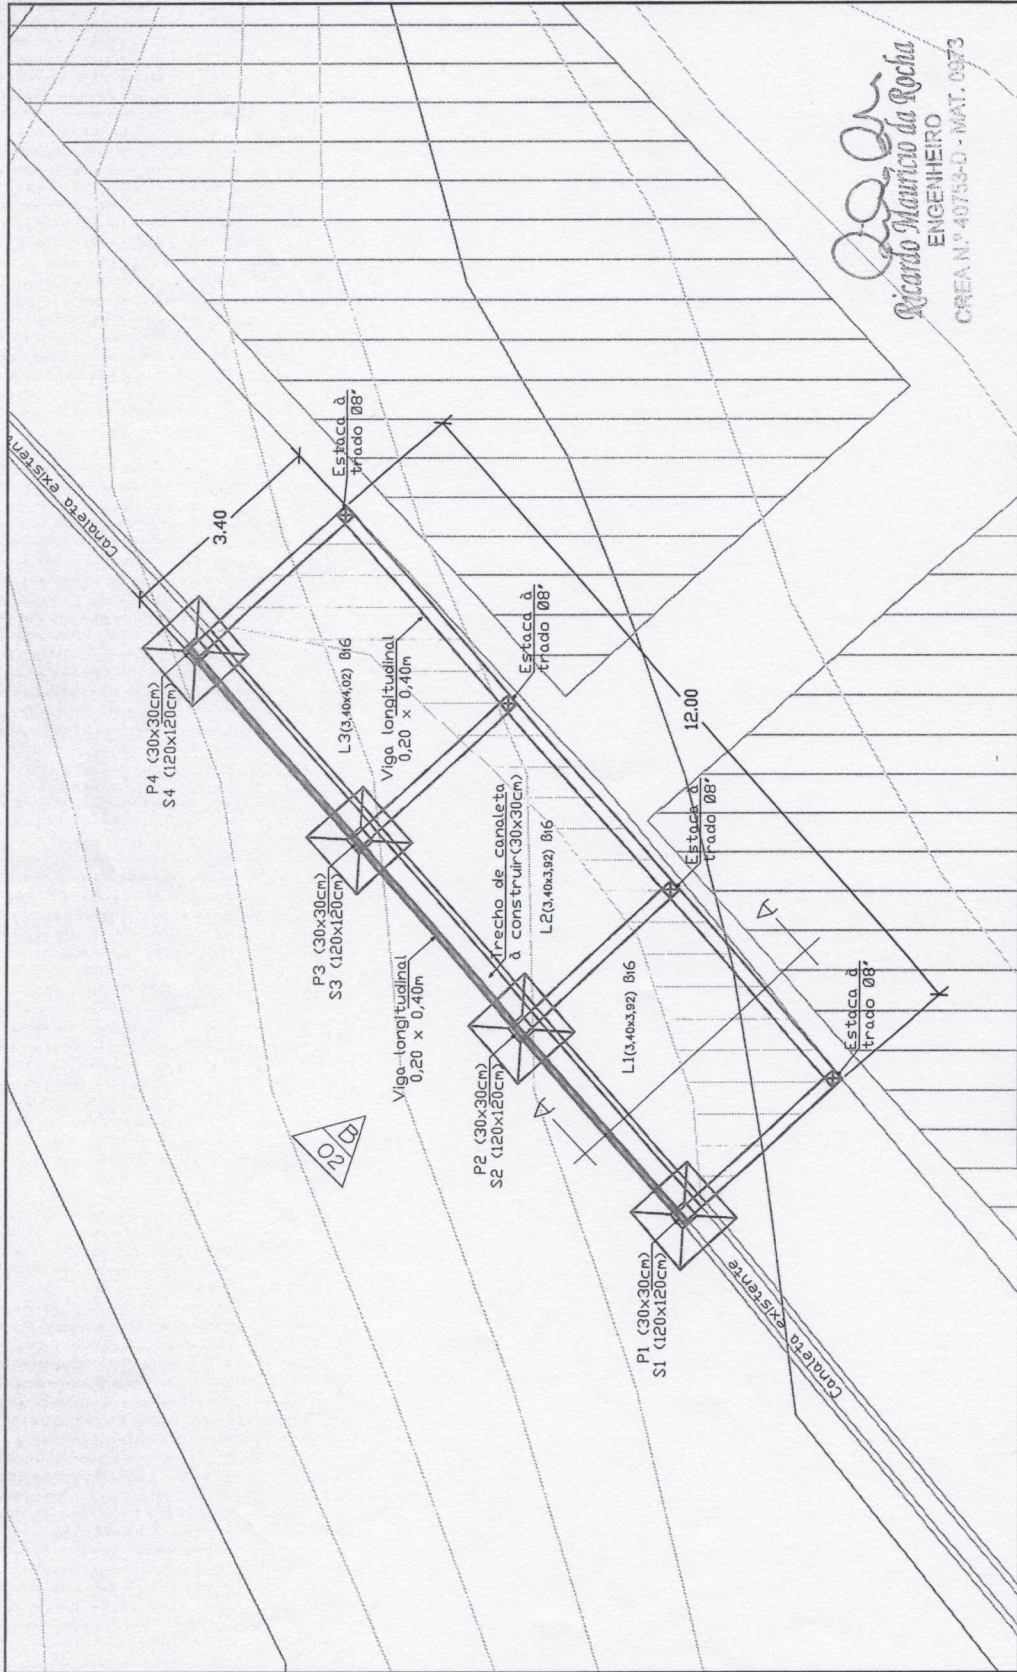 Canaleta existent
3.40
Estaca à
trado Ø8"
P4 (30x30cm)
S4 (120x120cm)
L3(3,40x4,02) B16
Viga longitudinal
0,20 x 0,40m
Estaca à
trado Ø8"
P3 (30x30cm)
S3 (120x120cm)
Viga longitudinal
0,20 x 0,40m
Trecho de canaleta
à construir(30x30cm)
L2(3,40x3,92) B16
12.00
Estaca à
trado Ø8"
P2 (30x30cm)
S2 (120x120cm)
A
L1(3,40x3,92) B16
A
Estaca à
trado Ø8"
B
02
P1 (30x30cm)
S1 (120x120cm)
Canaleta existente
Ricardo Mauricio da Rocha
ENGENHEIRO
CREA N.º 40753-D - MAT. 0973